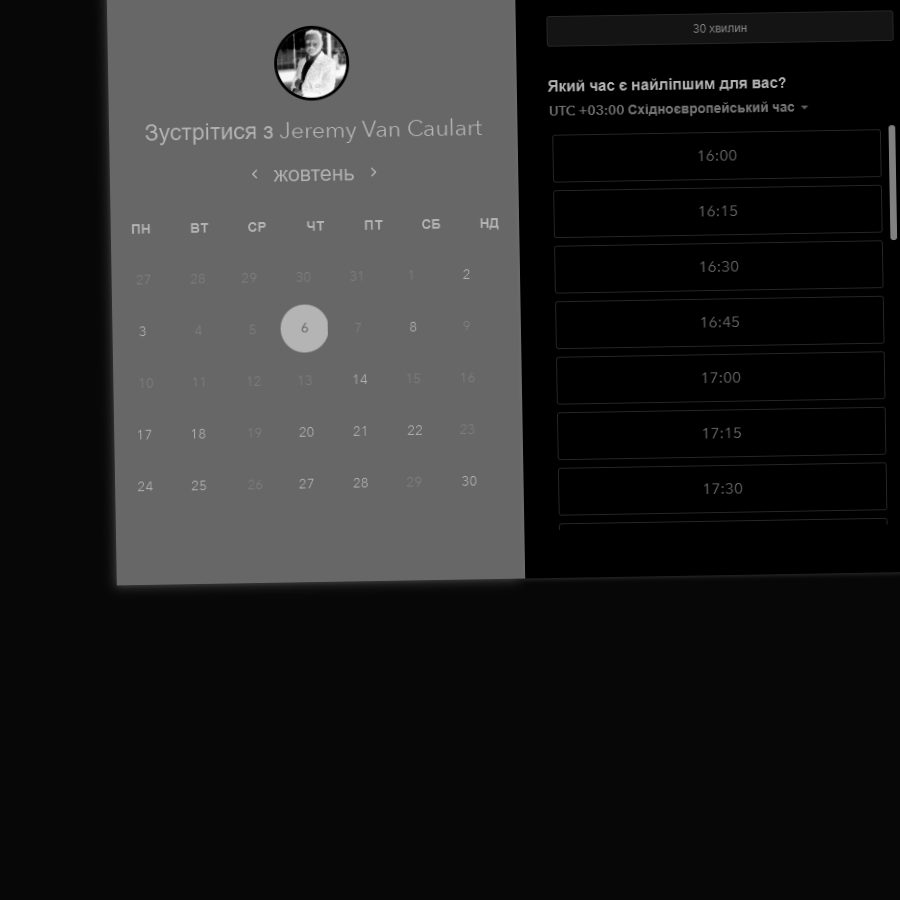 Зустрітися з Jeremy Van Caulart
жовтень
ПН ВТ СР ЧТ ПТ СБ НД
27 28 29 30 31 1 2
3 4 5 6 7 8 9
10 11 12 13 14 15 16
17 18 19 20 21 22 23
24 25 26 27 28 29 30
30 хвилин
Який час є найліпшим для вас?
UTC +03:00 Східноєвропейський час
16:00
16:15
16:30
16:45
17:00
17:15
17:30